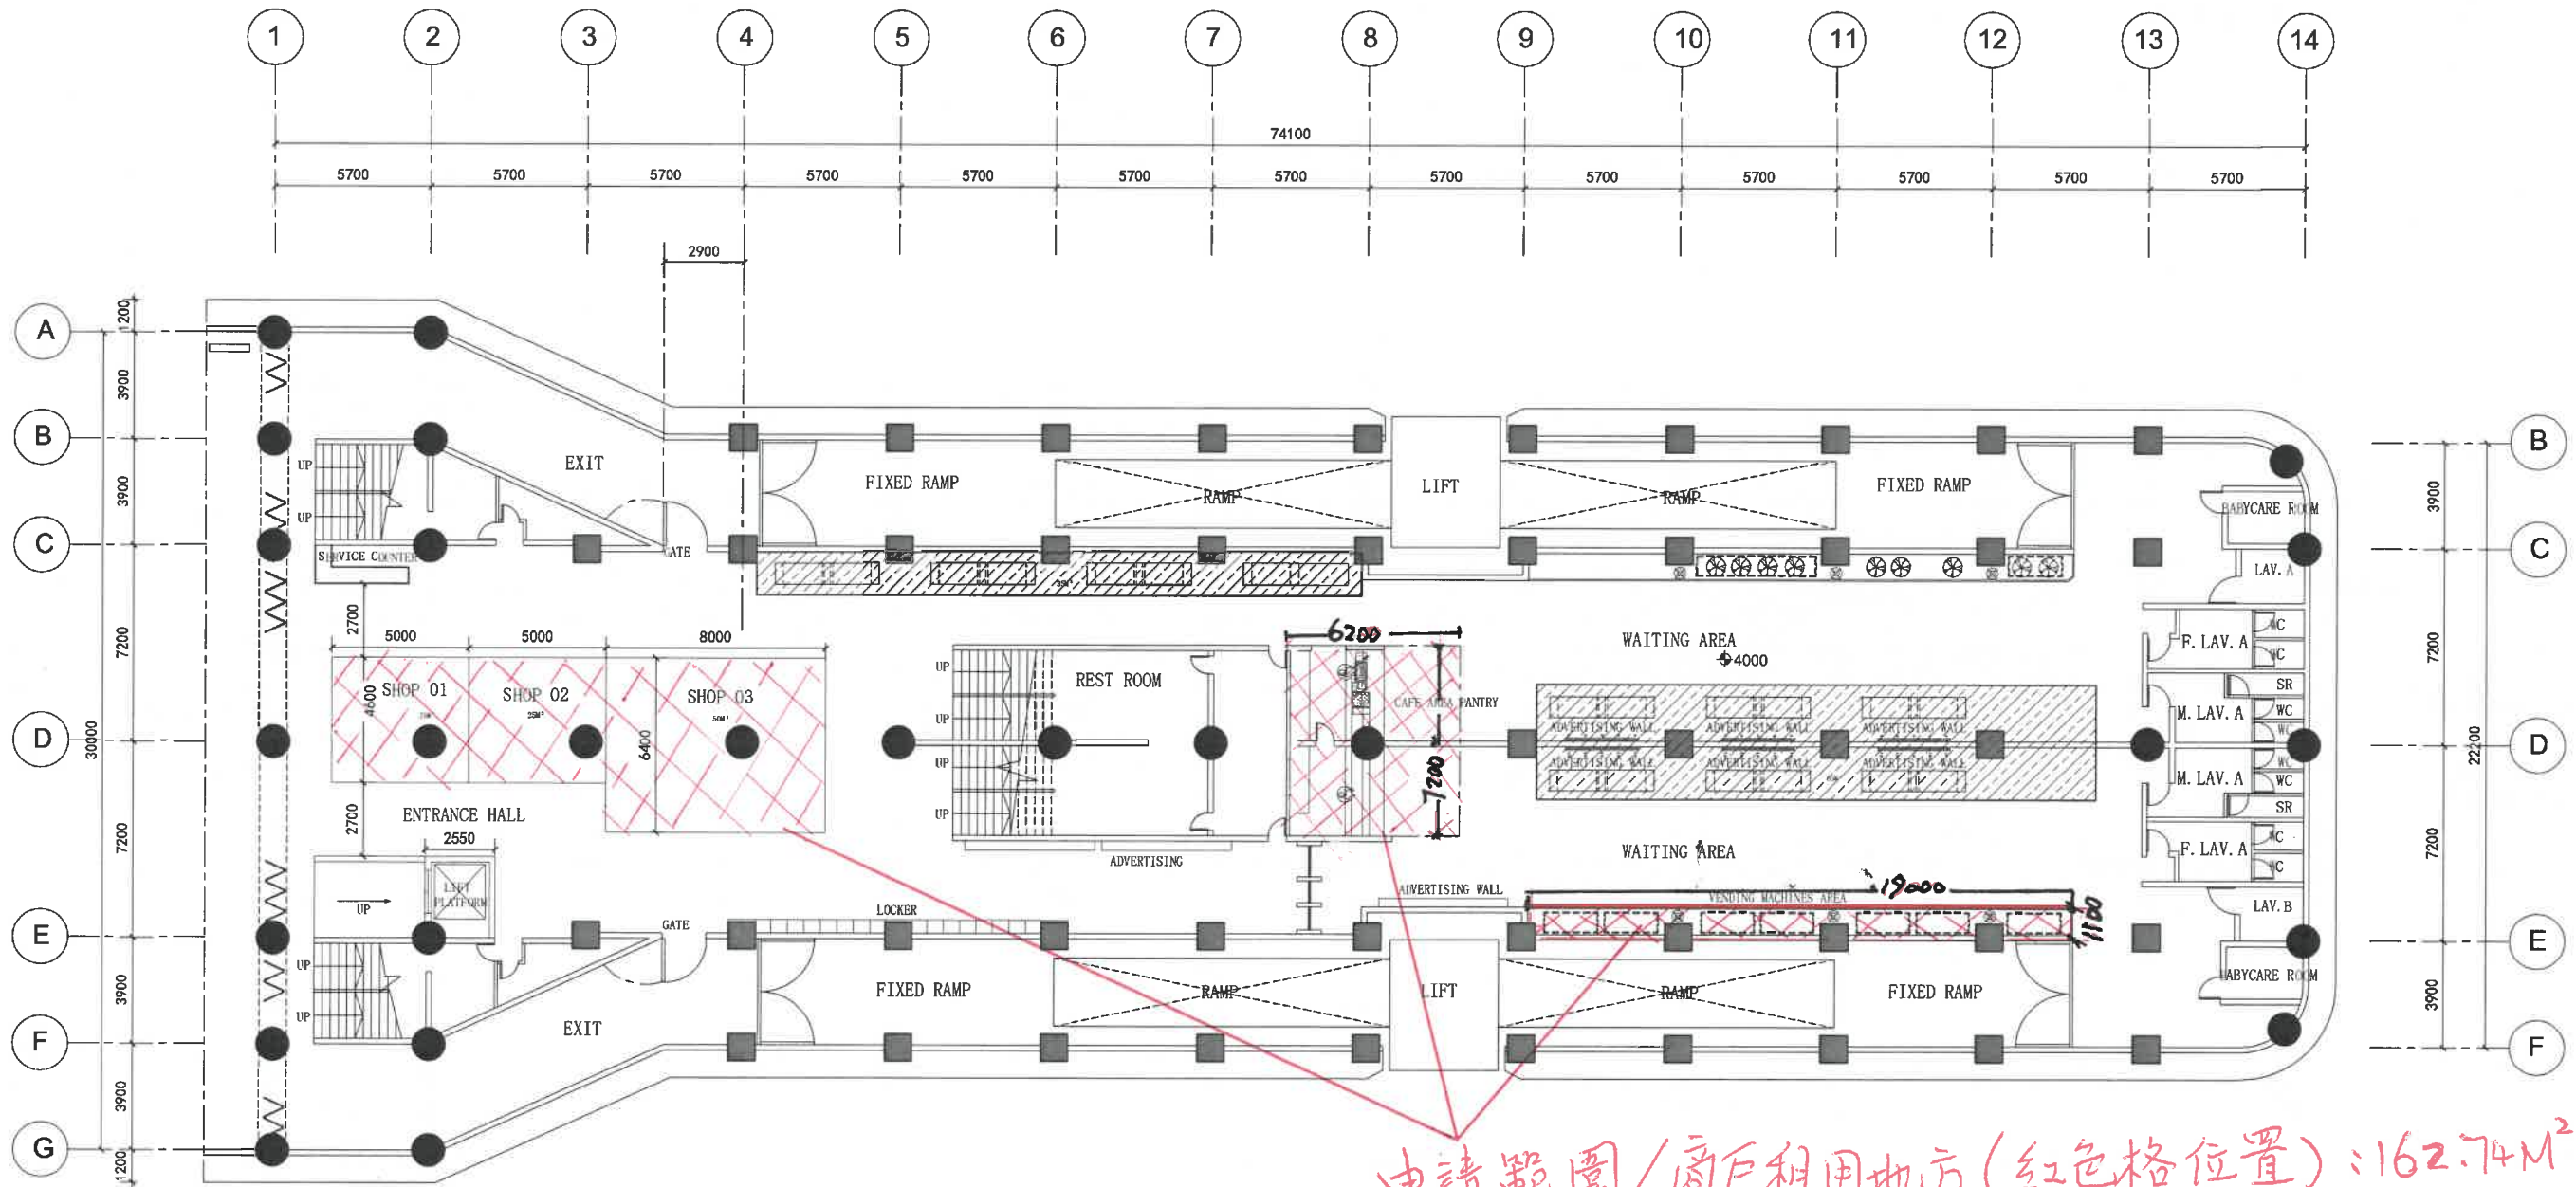 1 2 3 4 5 6 7 8 9 10 11 12 13 14
74100
5700 5700 5700 5700 5700 5700 5700 5700 5700 5700 5700 5700 5700
2900
A
B
C
D
E
F
G
1200
3900
3900
7200
7200
3900
3900
1200
30000
B
C
D
E
F
3900
7200
7200
3900
22200
EXIT
UP
UP
FIXED RAMP
RAMP
LIFT
RAMP
FIXED RAMP
BABYCARE ROOM
SERVICE COUNTER
GATE
LAV. A
2700
5000 5000 8000
6200
WAITING AREA
4000
F. LAV. A
WC
WC
SHOP 01
SHOP 02
25M²
SHOP 03
50M²
4600
6400
UP
UP
UP
UP
REST ROOM
CAFE AREA PANTRY
7200
SR
M. LAV. A
WC
WC
ADVERTISING WALL ADVERTISING WALL ADVERTISING WALL
ADVERTISING WALL ADVERTISING WALL ADVERTISING WALL
M. LAV. A
WC
WC
SR
2700
ENTRANCE HALL
2550
ADVERTISING
WAITING AREA
F. LAV. A
WC
WC
LIFT PLATFORM
UP
LOCKER
ADVERTISING WALL
VENDING MACHINES AREA
19000
1100
LAV. B
GATE
UP
UP
EXIT
FIXED RAMP
RAMP
LIFT
RAMP
FIXED RAMP
BABYCARE ROOM
申請範圍/商戶租用地方(紅色格位置):162.74M²